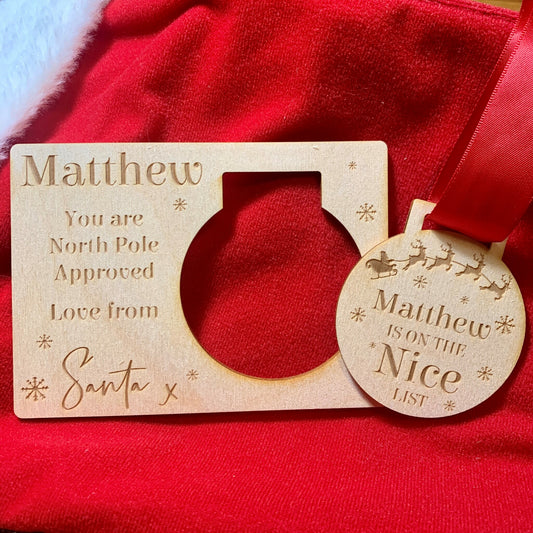 Matthew
You are
North Pole
Approved
Love from
Santa x
Matthew
IS ON THE
Nice
LIST